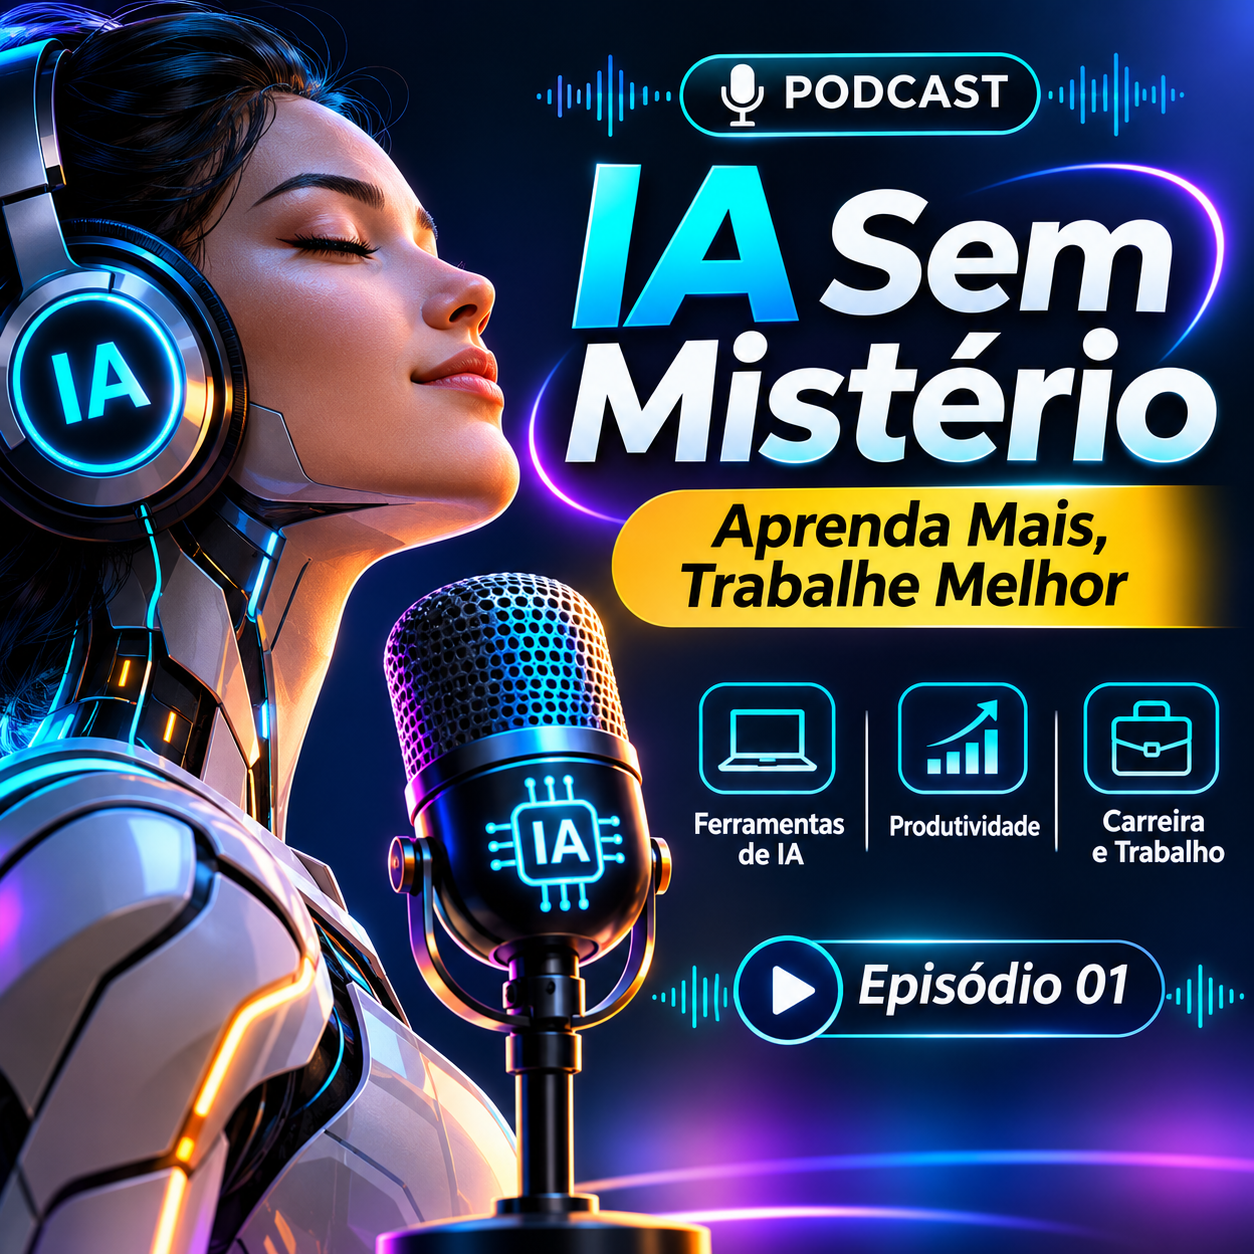 PODCAST
IA Sem
Mistério
Aprenda Mais,
Trabalhe Melhor
IA
IA
Ferramentas
de IA
Produtividade
Carreira
e Trabalho
Episódio 01